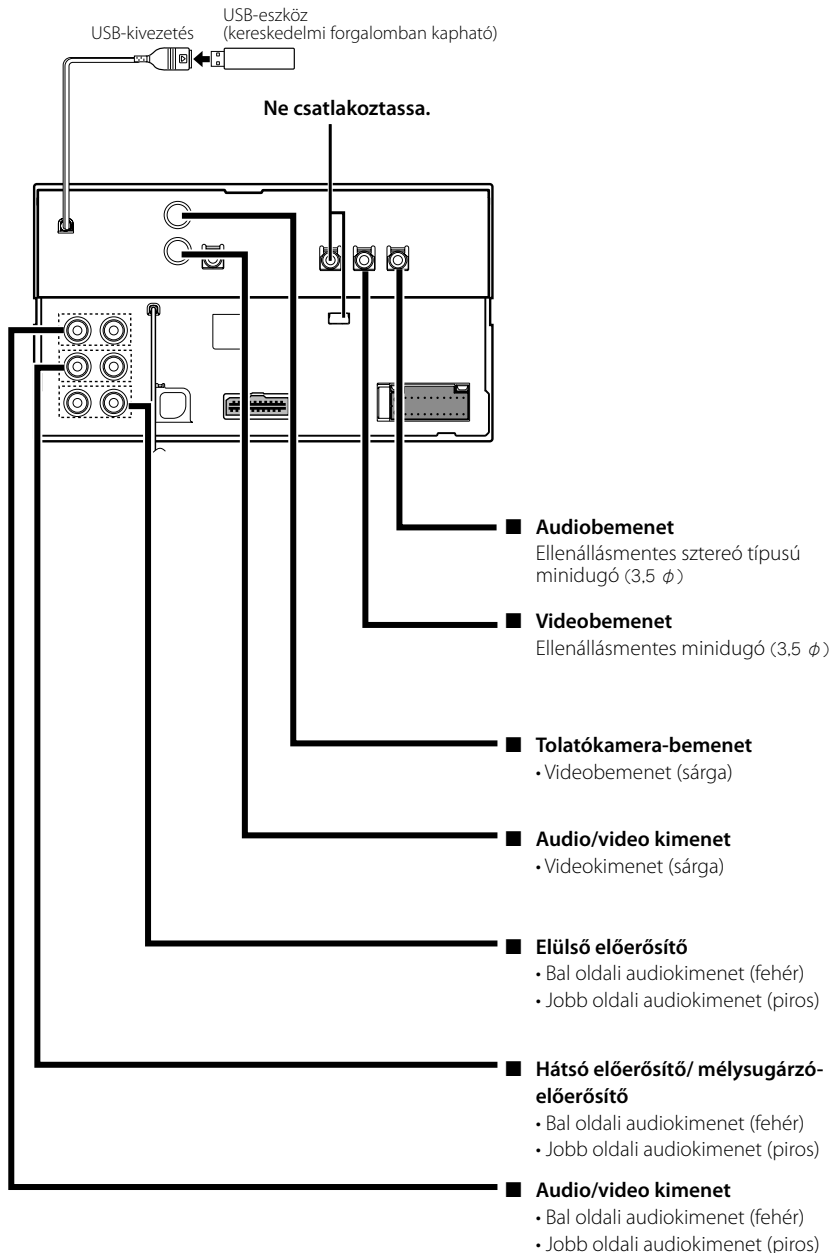 USB-kivezetés
USB-eszköz
(kereskedelmi forgalomban kapható)
Ne csatlakoztassa.
■ Audiobemenet
Ellenállásmentes sztereó típusú
minidugó (3,5 φ)
■ Videobemenet
Ellenállásmentes minidugó (3,5 φ)
■ Tolatókamera-bemenet
• Videobemenet (sárga)
■ Audio/video kimenet
• Videokimenet (sárga)
■ Elülső előerősítő
• Bal oldali audiokimenet (fehér)
• Jobb oldali audiokimenet (piros)
■ Hátsó előerősítő/ mélysugárzó-
előerősítő
• Bal oldali audiokimenet (fehér)
• Jobb oldali audiokimenet (piros)
■ Audio/video kimenet
• Bal oldali audiokimenet (fehér)
• Jobb oldali audiokimenet (piros)